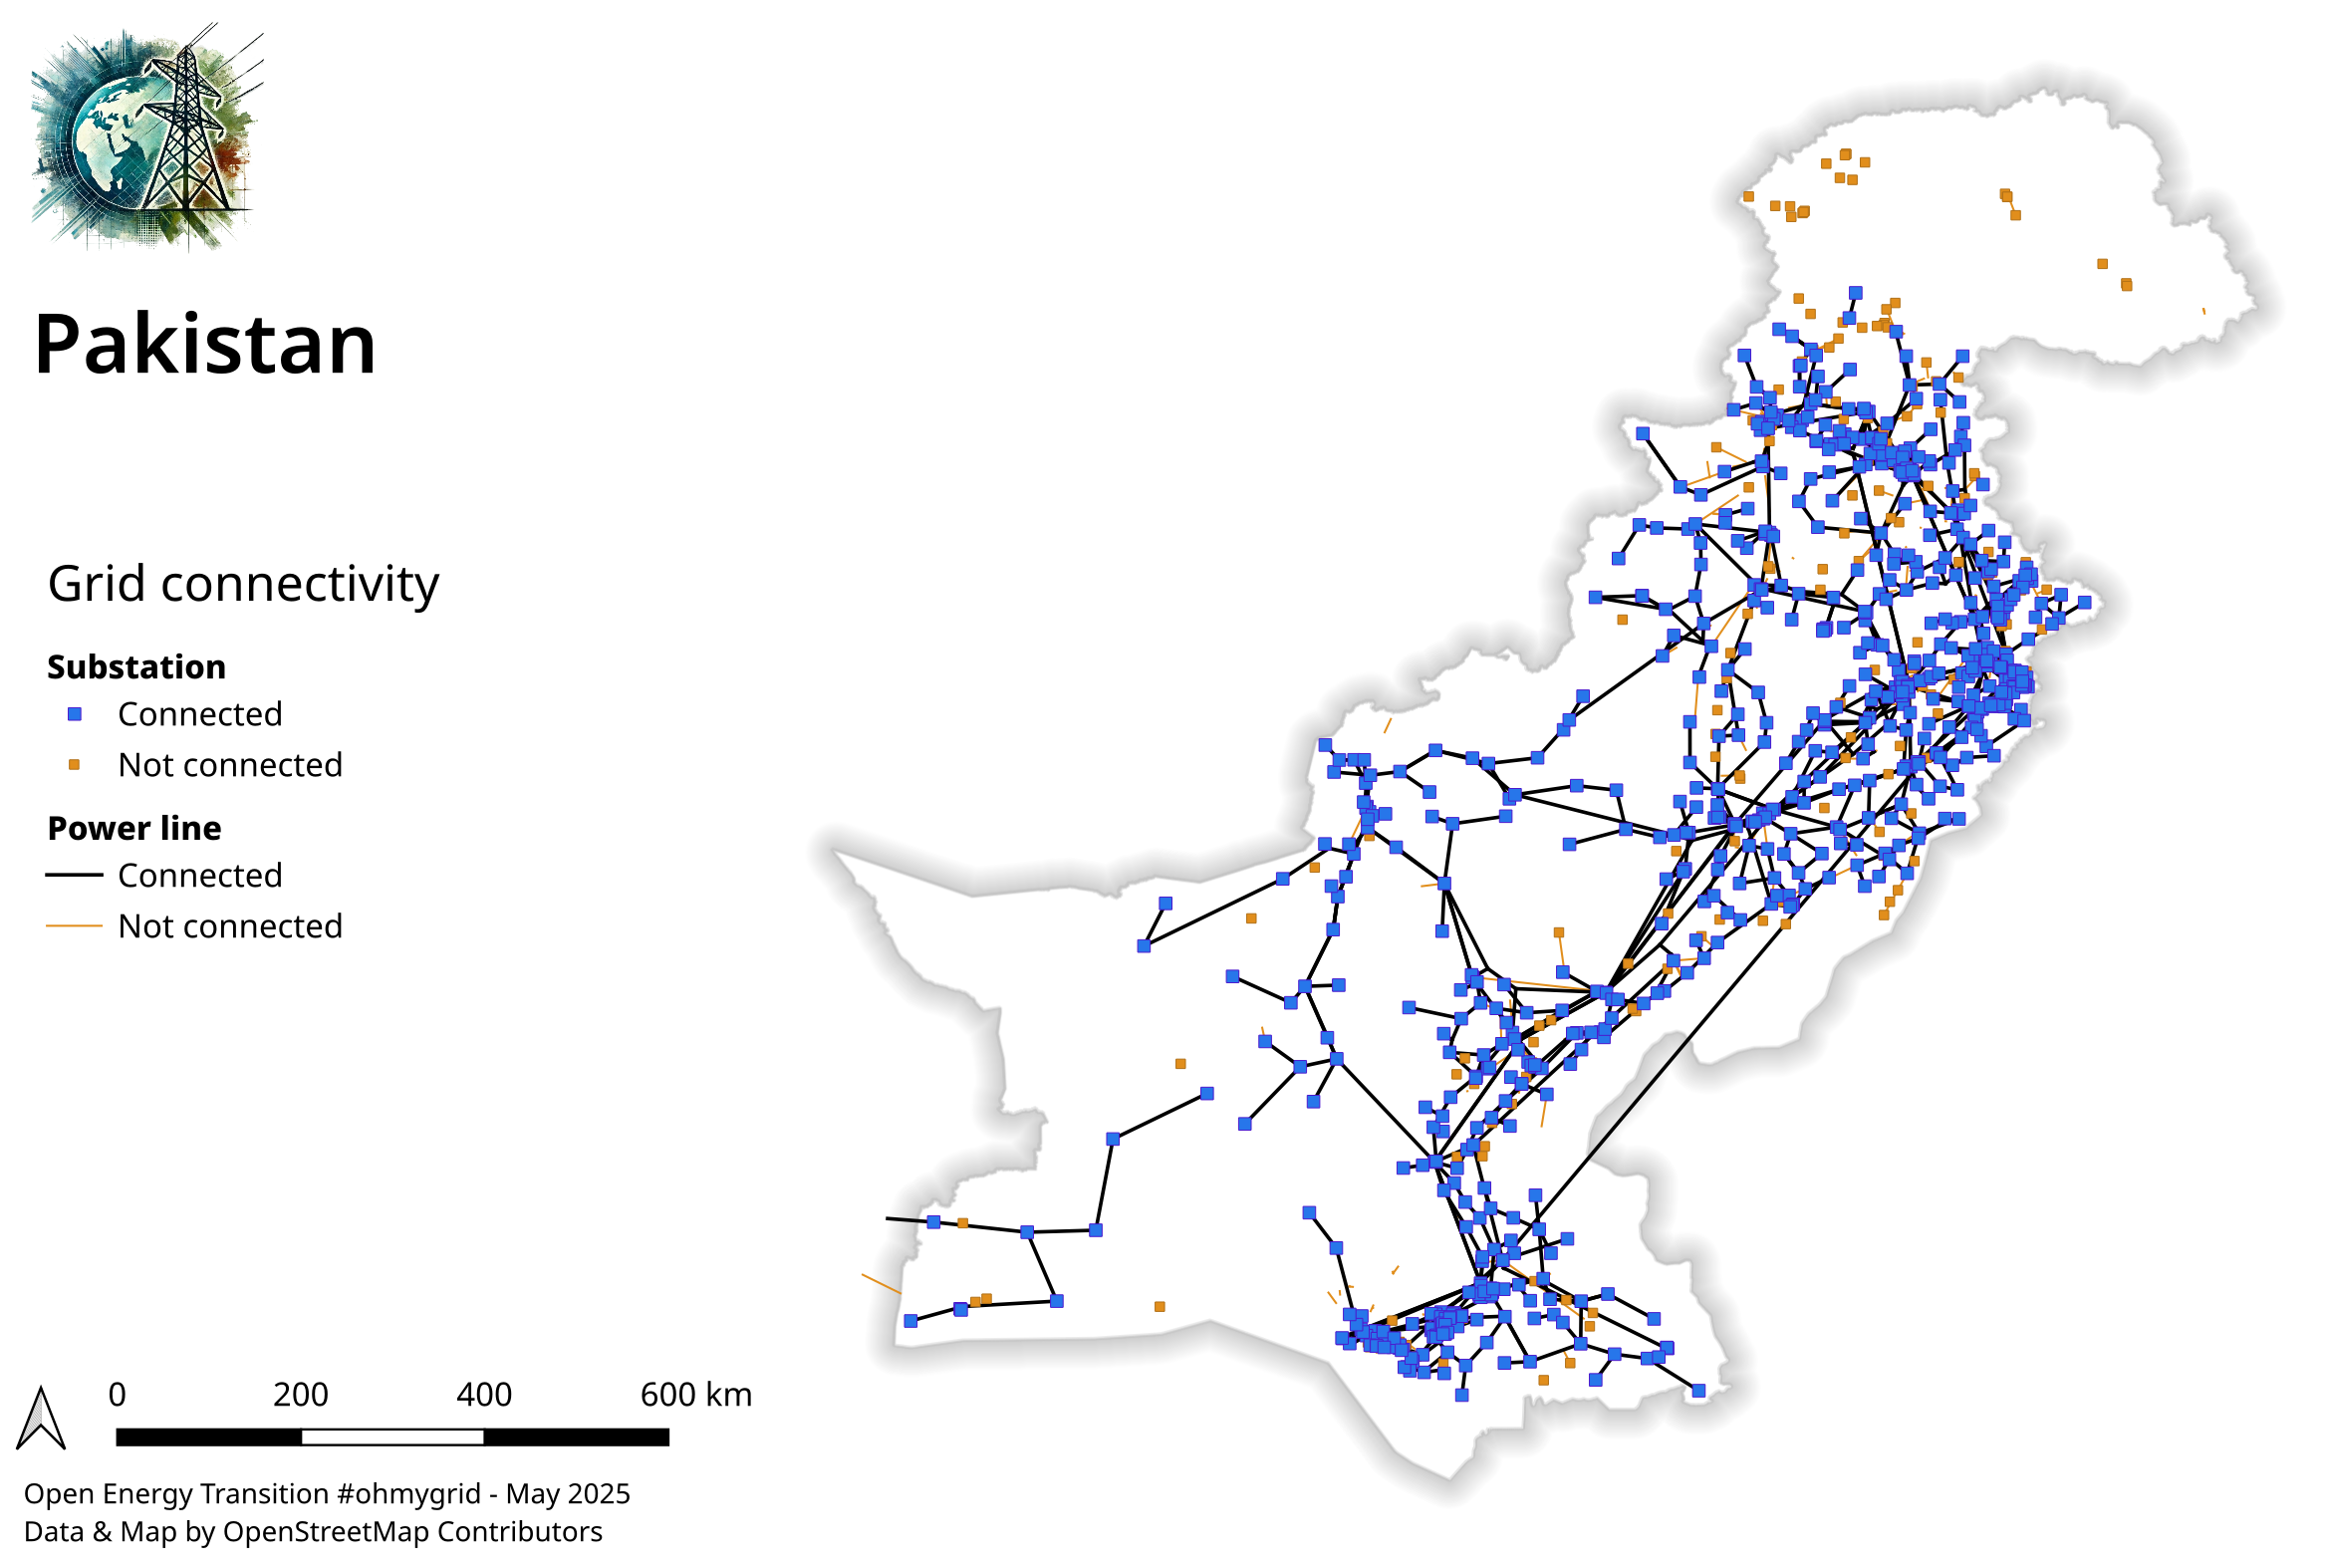 Pakistan
Grid connectivity
Substation
Connected
Not connected
Power line
Connected
Not connected
0 200 400 600 km
Open Energy Transition #ohmygrid - May 2025
Data & Map by OpenStreetMap Contributors